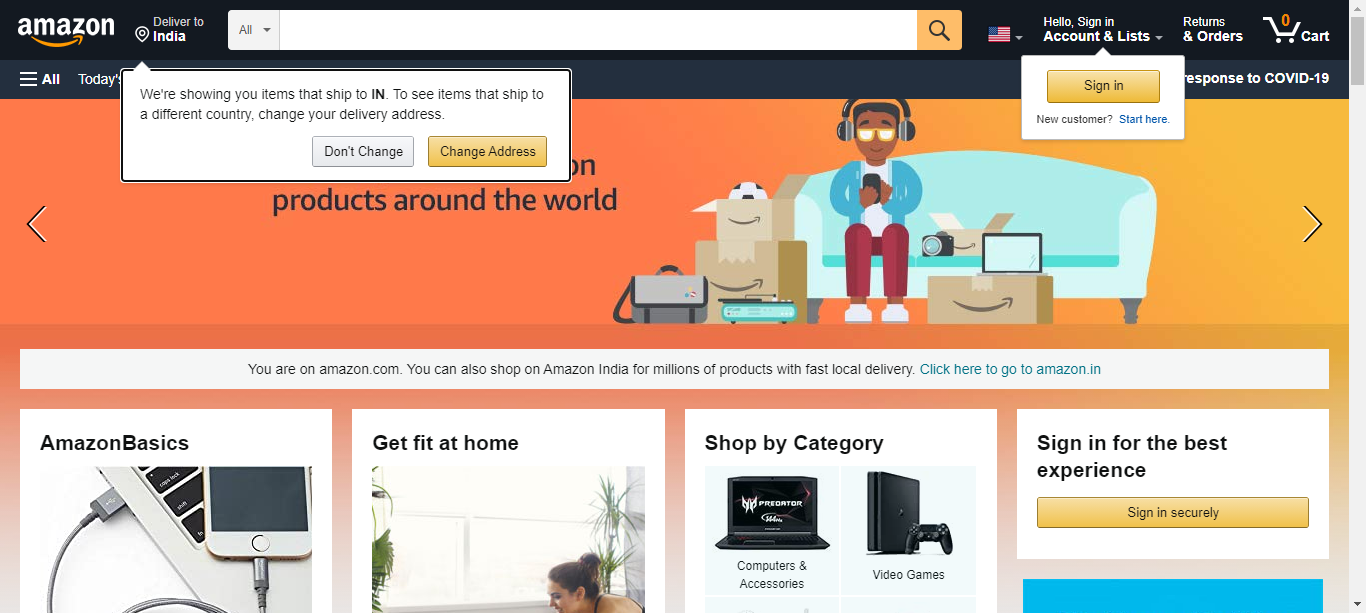 amazon
Deliver to
India
All
Hello, Sign in
Account & Lists
Returns
& Orders
0
Cart
All
Today's
response to COVID-19
We're showing you items that ship to IN. To see items that ship to
a different country, change your delivery address.
Don't Change
Change Address
Sign in
New customer? Start here.
on
products around the world
You are on amazon.com. You can also shop on Amazon India for millions of products with fast local delivery. Click here to go to amazon.in
AmazonBasics
caps lock
shift
fn
Get fit at home
Shop by Category
PREDATOR
Computers &
Accessories
Video Games
Sign in for the best
experience
Sign in securely